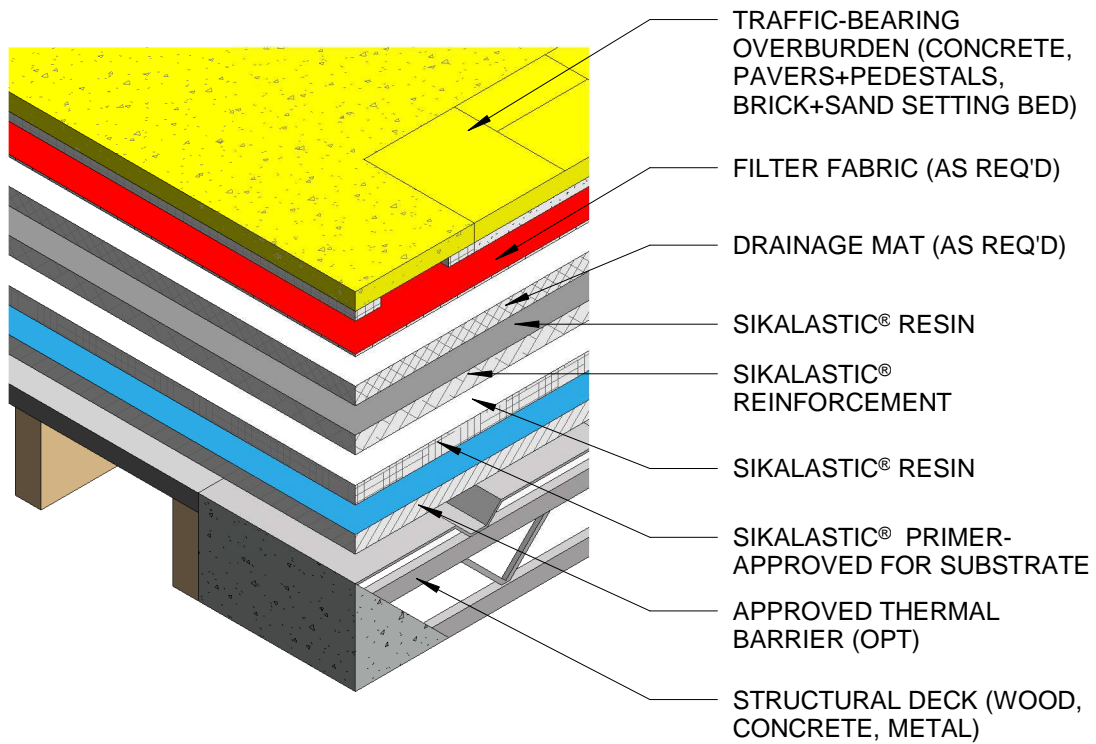 TRAFFIC-BEARING
OVERBURDEN (CONCRETE,
PAVERS+PEDESTALS,
BRICK+SAND SETTING BED)
FILTER FABRIC (AS REQ'D)
DRAINAGE MAT (AS REQ'D)
SIKALASTIC® RESIN
SIKALASTIC®
REINFORCEMENT
SIKALASTIC® RESIN
SIKALASTIC® PRIMER-
APPROVED FOR SUBSTRATE
APPROVED THERMAL
BARRIER (OPT)
STRUCTURAL DECK (WOOD,
CONCRETE, METAL)